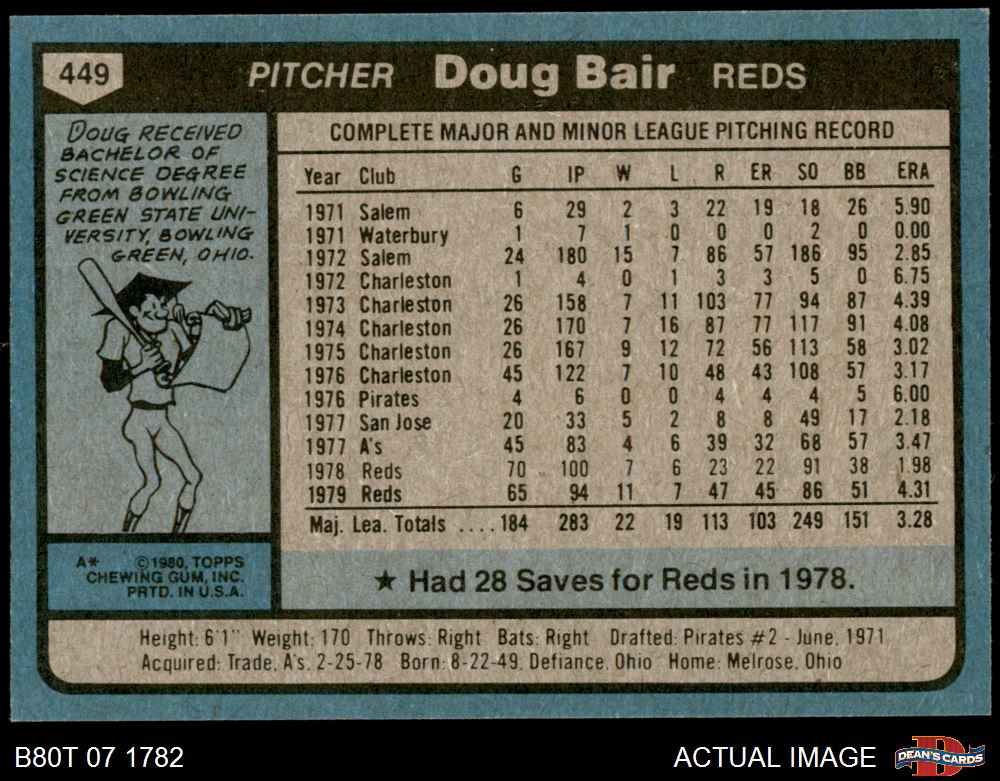 449 PITCHER Doug Bair REDS
DOUG RECEIVED
BACHELOR OF
SCIENCE DEGREE
FROM BOWLING
GREEN STATE UNI-
VERSITY, BOWLING
GREEN, OHIO.
A* ©1980, TOPPS
CHEWING GUM, INC.
PRTD. IN U.S.A.
COMPLETE MAJOR AND MINOR LEAGUE PITCHING RECORD
Year Club G IP W L R ER SO BB ERA
1971 Salem 6 29 2 3 22 19 18 26 5.90
1971 Waterbury 1 7 1 0 0 0 2 0 0.00
1972 Salem 24 180 15 7 86 57 186 95 2.85
1972 Charleston 1 4 0 1 3 3 5 0 6.75
1973 Charleston 26 158 7 11 103 77 94 87 4.39
1974 Charleston 26 170 7 16 87 77 117 91 4.08
1975 Charleston 26 167 9 12 72 56 113 58 3.02
1976 Charleston 45 122 7 10 48 43 108 57 3.17
1976 Pirates 4 6 0 0 4 4 4 5 6.00
1977 San Jose 20 33 5 2 8 8 49 17 2.18
1977 A's 45 83 4 6 39 32 68 57 3.47
1978 Reds 70 100 7 6 23 22 91 38 1.98
1979 Reds 65 94 11 7 47 45 86 51 4.31
Maj. Lea. Totals ....184 283 22 19 113 103 249 151 3.28
★ Had 28 Saves for Reds in 1978.
Height: 6'1" Weight: 170 Throws: Right Bats: Right Drafted: Pirates #2 - June, 1971
Acquired: Trade, A's, 2-25-78 Born: 8-22-49, Defiance, Ohio Home: Melrose, Ohio
B80T 07 1782 ACTUAL IMAGE DEAN'S CARDS